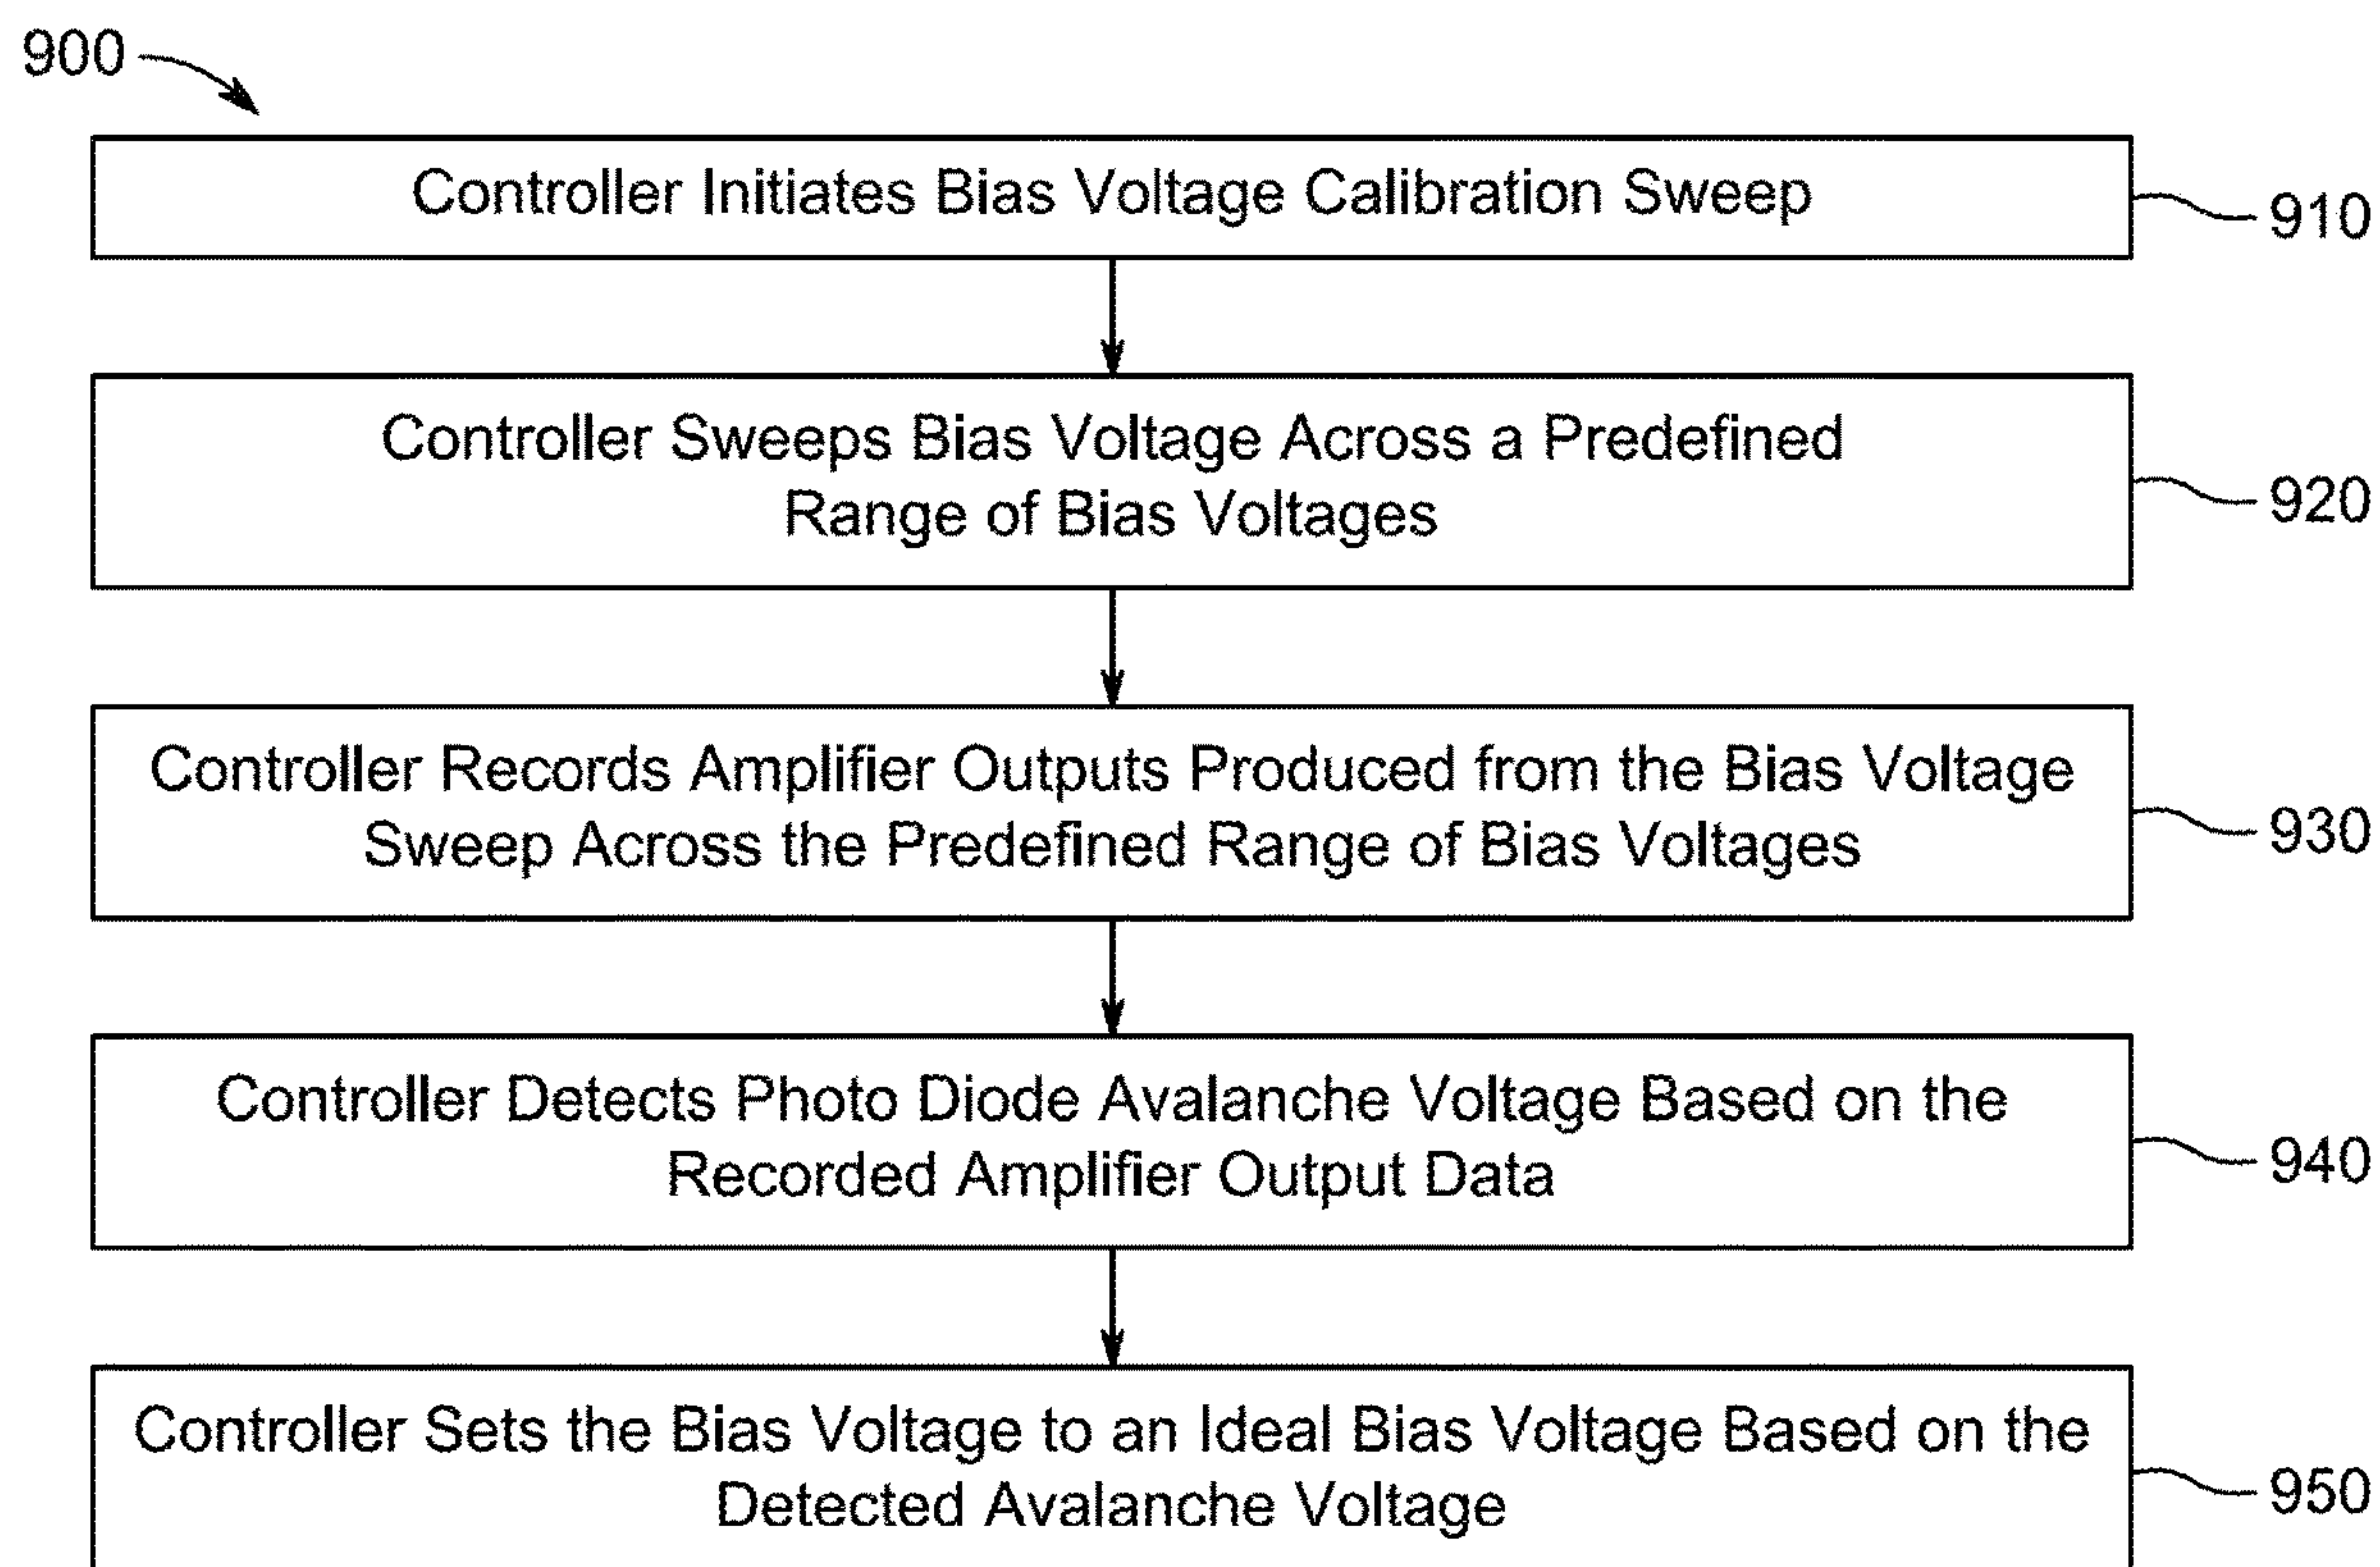 900
Controller Initiates Bias Voltage Calibration Sweep
910
Controller Sweeps Bias Voltage Across a Predefined
Range of Bias Voltages
920
Controller Records Amplifier Outputs Produced from the Bias Voltage
Sweep Across the Predefined Range of Bias Voltages
930
Controller Detects Photo Diode Avalanche Voltage Based on the
Recorded Amplifier Output Data
940
Controller Sets the Bias Voltage to an Ideal Bias Voltage Based on the
Detected Avalanche Voltage
950